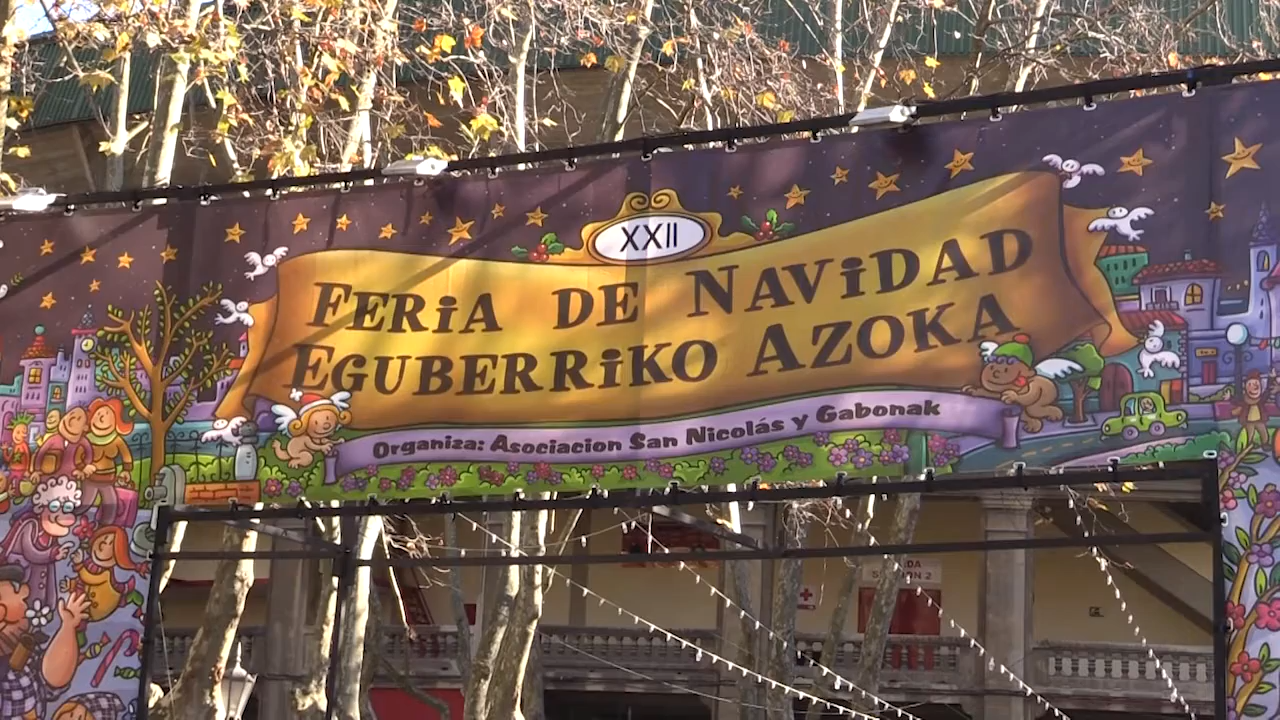 XXII
FERiA DE NAViDAD
EGUBERRiKO AZOKA
Organiza: Asociacion San Nicolás y Gabonak